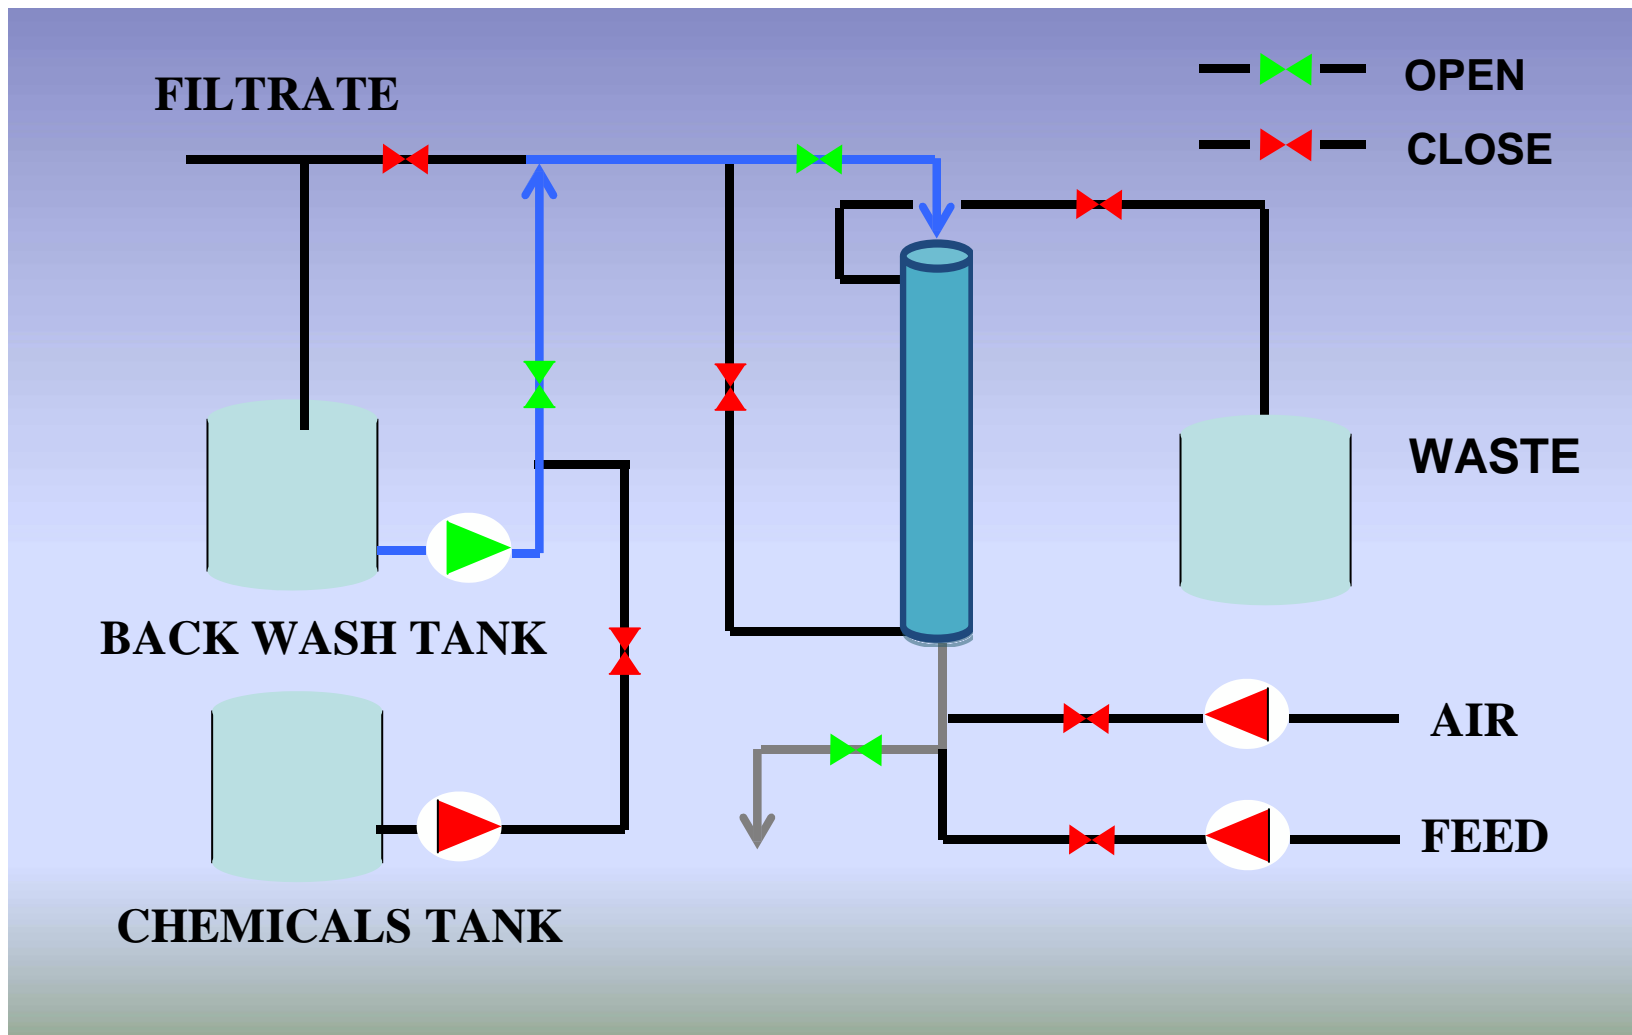 FILTRATE
OPEN
CLOSE
WASTE
BACK WASH TANK
AIR
FEED
CHEMICALS TANK